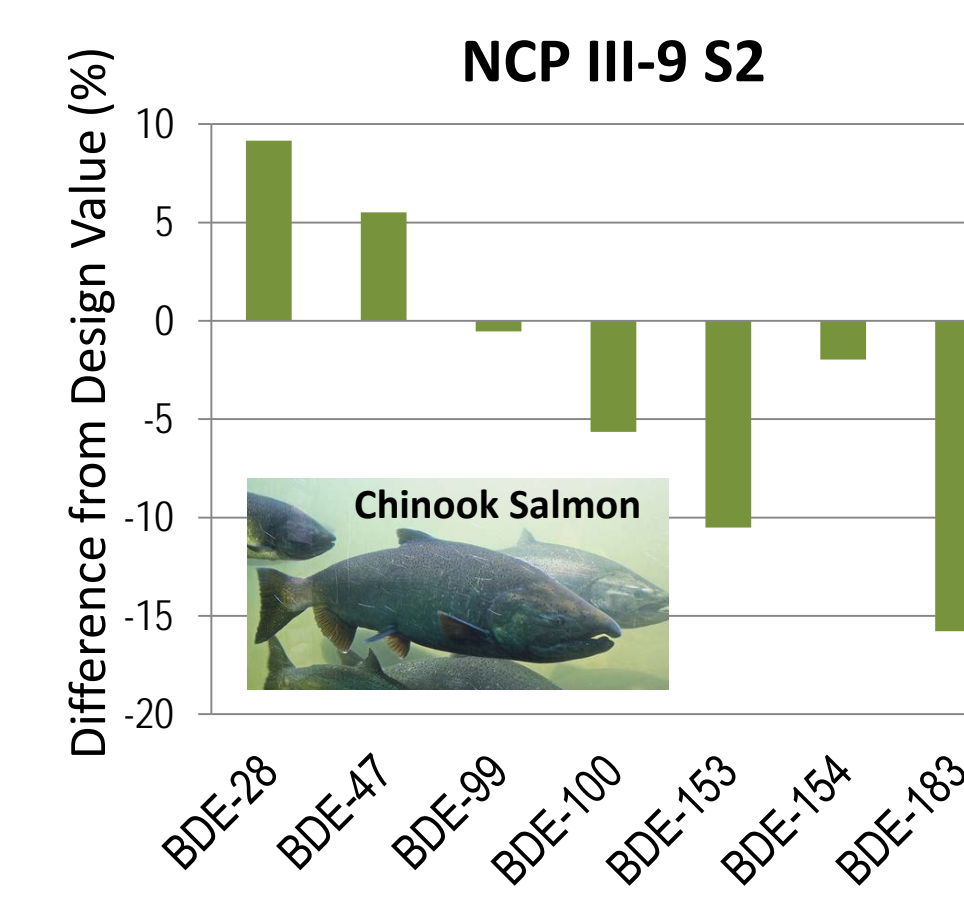 NCP III-9 S2
Difference from Design Value (%)
10
5
0
-5
-10
-15
-20
Chinook Salmon
BDE-28
BDE-47
BDE-99
BDE-100
BDE-153
BDE-154
BDE-183